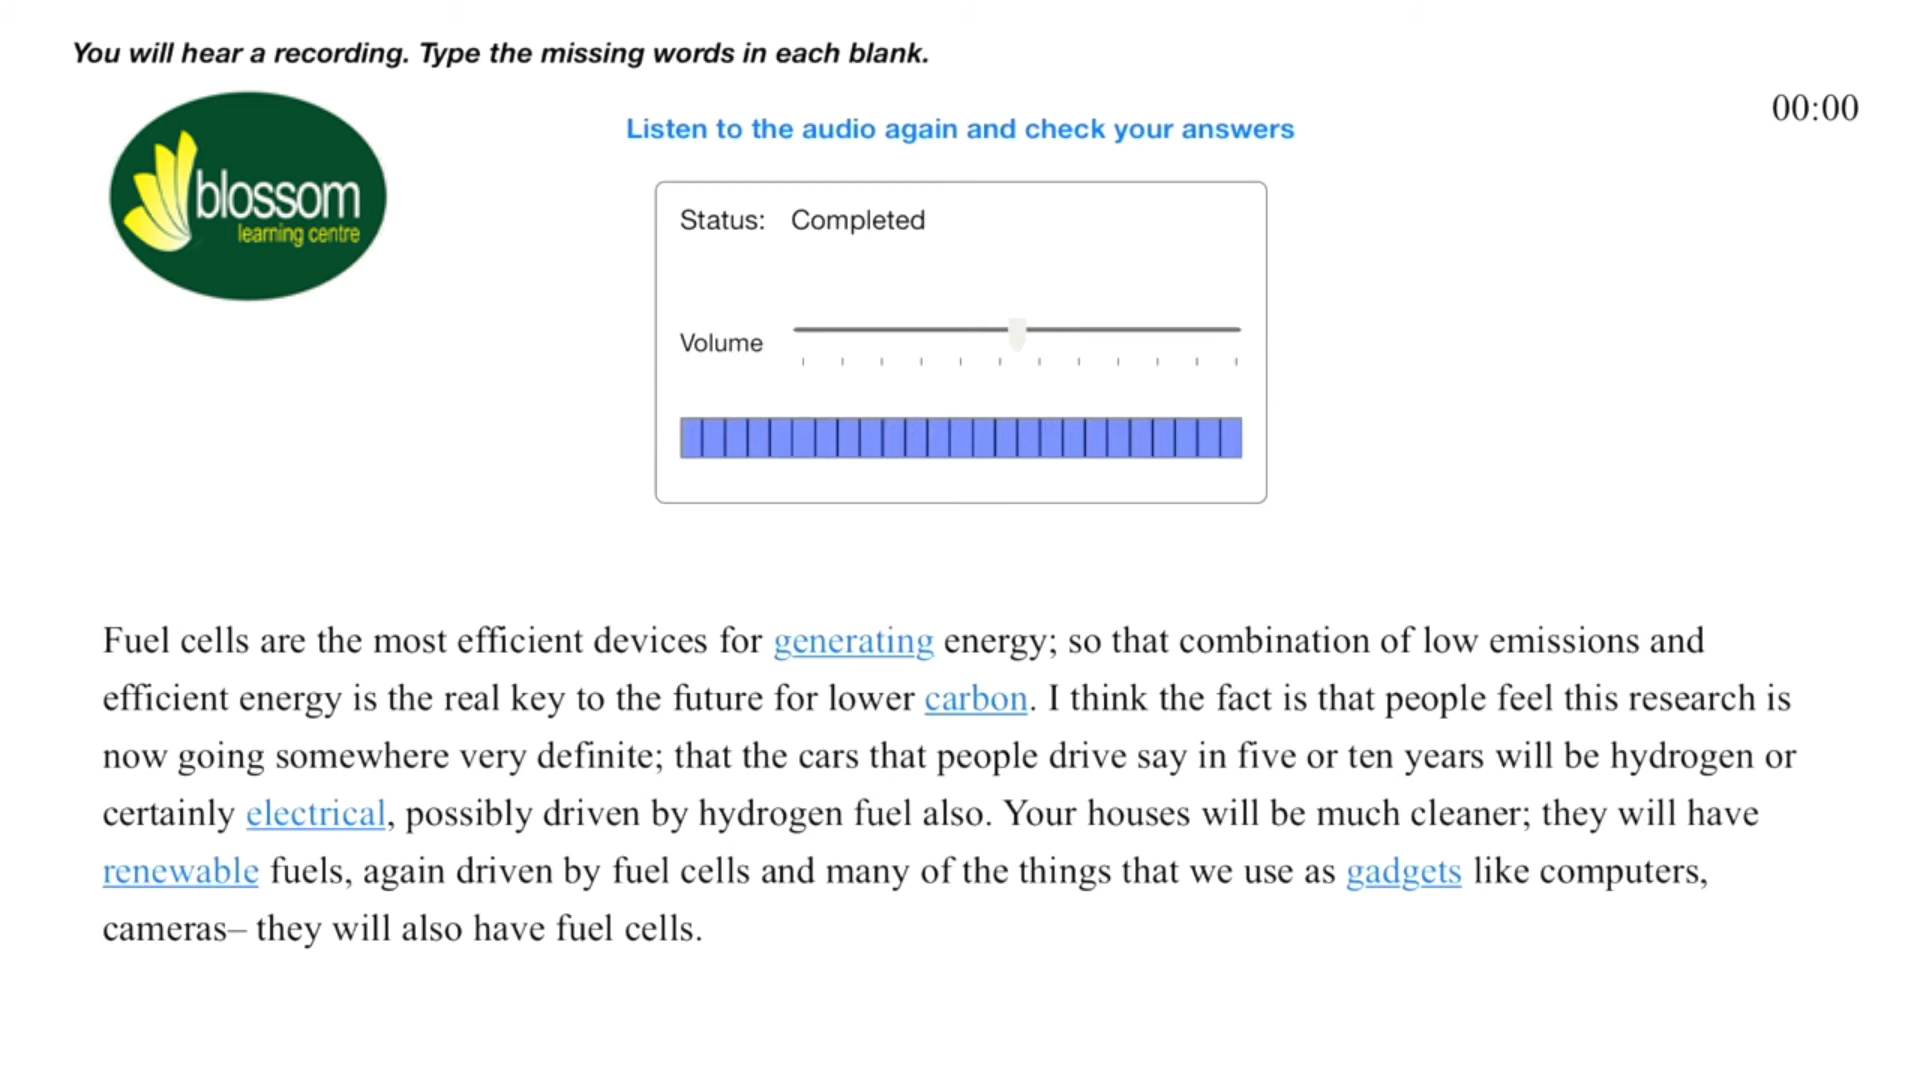 You will hear a recording. Type the missing words in each blank.
00:00
Listen to the audio again and check your answers
blossom
learning centre
Status: Completed
Volume
Fuel cells are the most efficient devices for generating energy; so that combination of low emissions and
efficient energy is the real key to the future for lower carbon. I think the fact is that people feel this research is
now going somewhere very definite; that the cars that people drive say in five or ten years will be hydrogen or
certainly electrical, possibly driven by hydrogen fuel also. Your houses will be much cleaner; they will have
renewable fuels, again driven by fuel cells and many of the things that we use as gadgets like computers,
cameras– they will also have fuel cells.